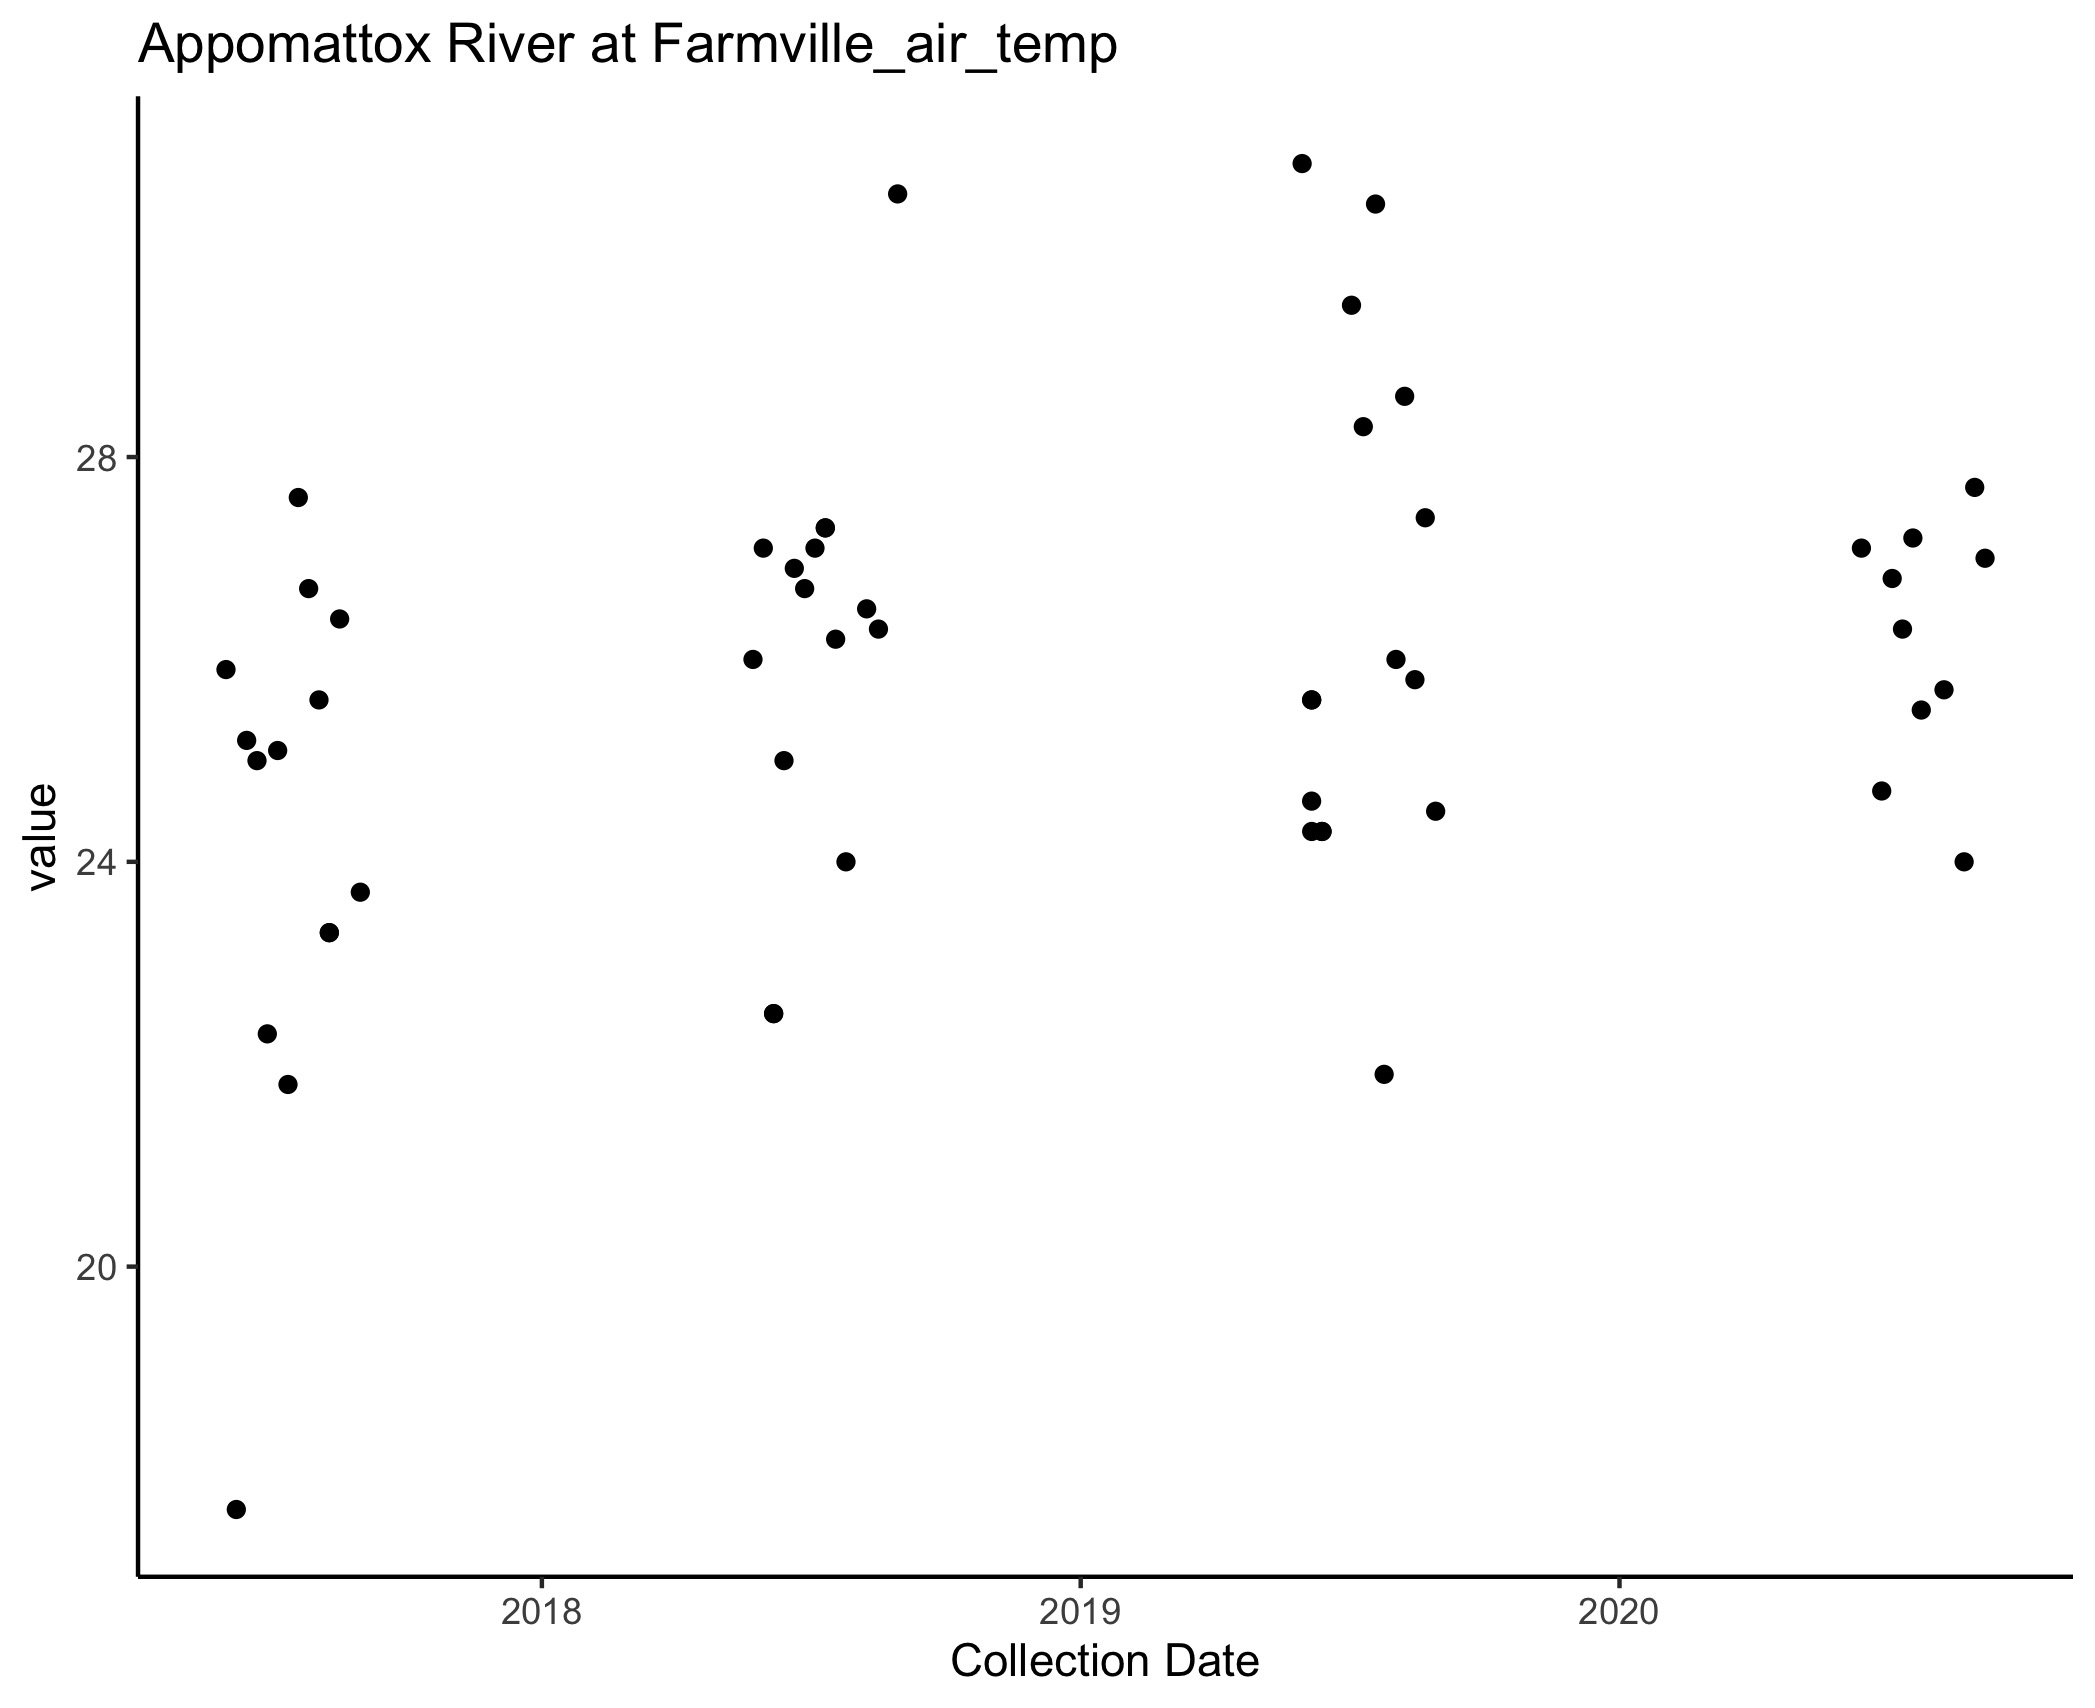 Appomattox River at Farmville_air_temp
value
28
24
20
2018 2019 2020
Collection Date